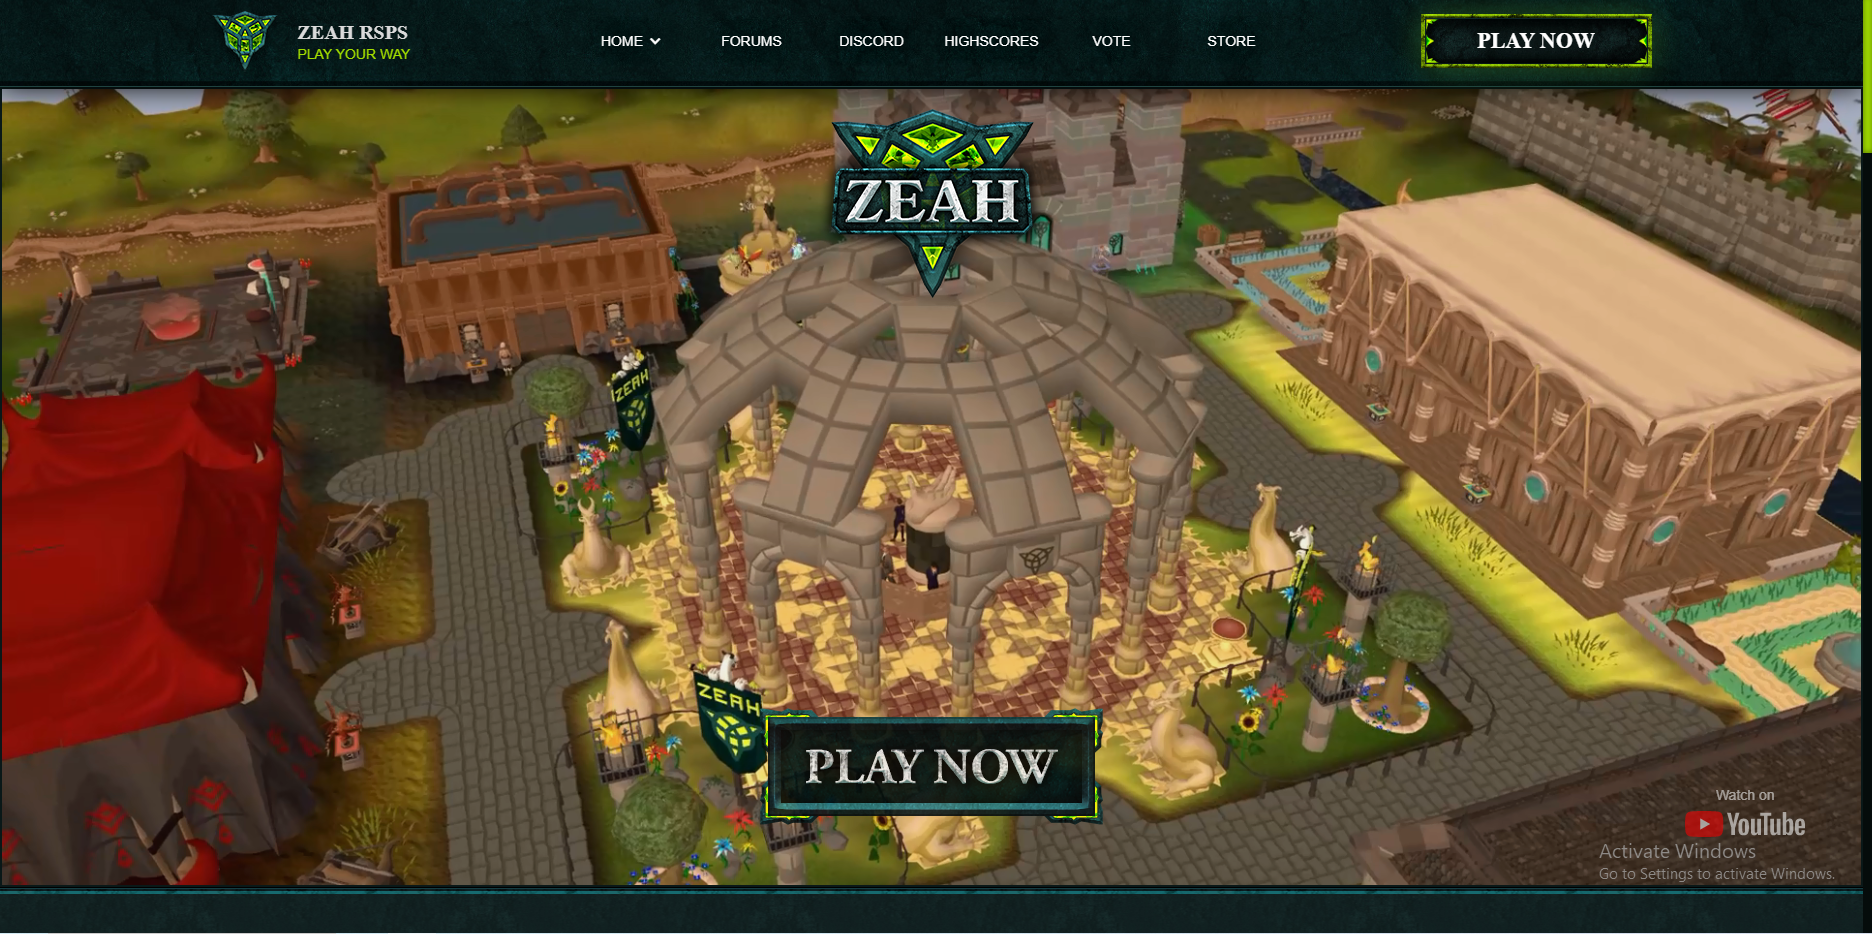 ZEAH RSPS
PLAY YOUR WAY
HOME
FORUMS
DISCORD
HIGHSCORES
VOTE
STORE
PLAY NOW
ZEAH
ZEAH
ZEAH
PLAY NOW
Watch on
YouTube
Activate Windows
Go to Settings to activate Windows.